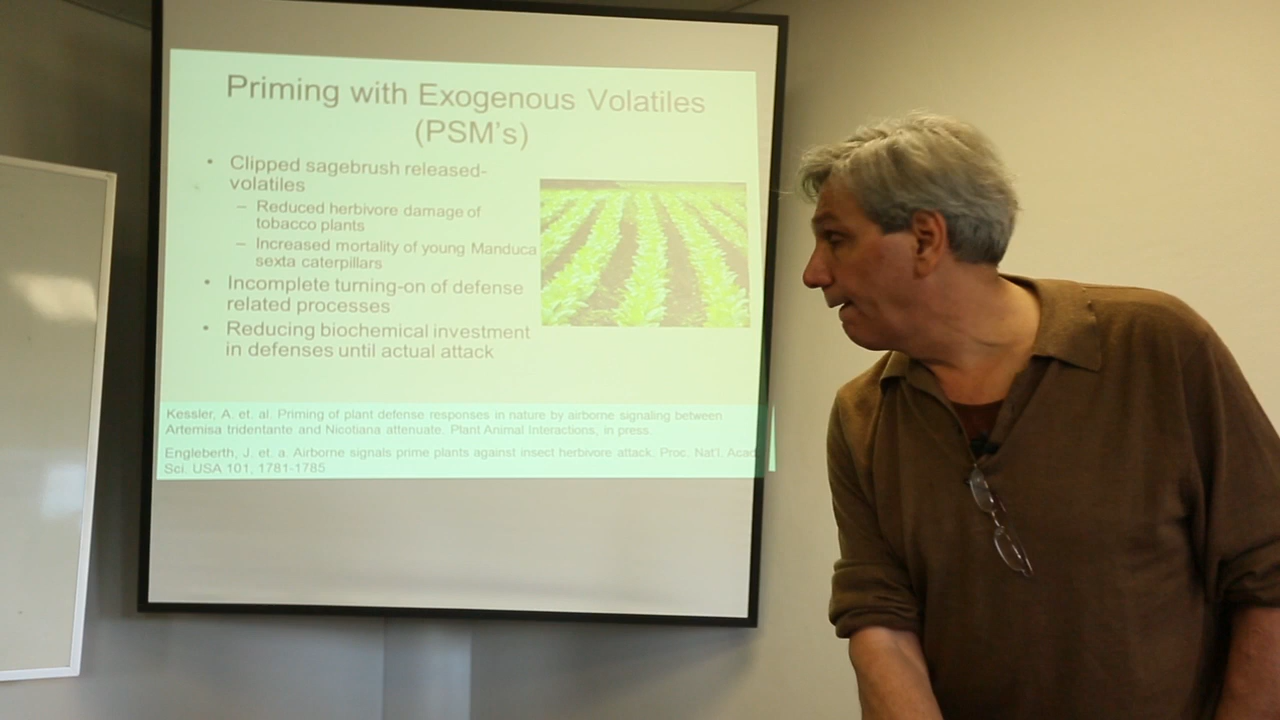 Priming with Exogenous Volatiles
(PSM's)
• Clipped sagebrush released-
volatiles
– Reduced herbivore damage of
tobacco plants
– Increased mortality of young Manduca
sexta caterpillars
• Incomplete turning-on of defense
related processes
• Reducing biochemical investment
in defenses until actual attack
Kessler, A. et. al. Priming of plant defense responses in nature by airborne signaling between
Artemisa tridentante and Nicotiana attenuate. Plant Animal Interactions, in press.
Engleberth, J. et. a. Airborne signals prime plants against insect herbivore attack. Proc. Nat'l. Acad.
Sci. USA 101, 1781-1785